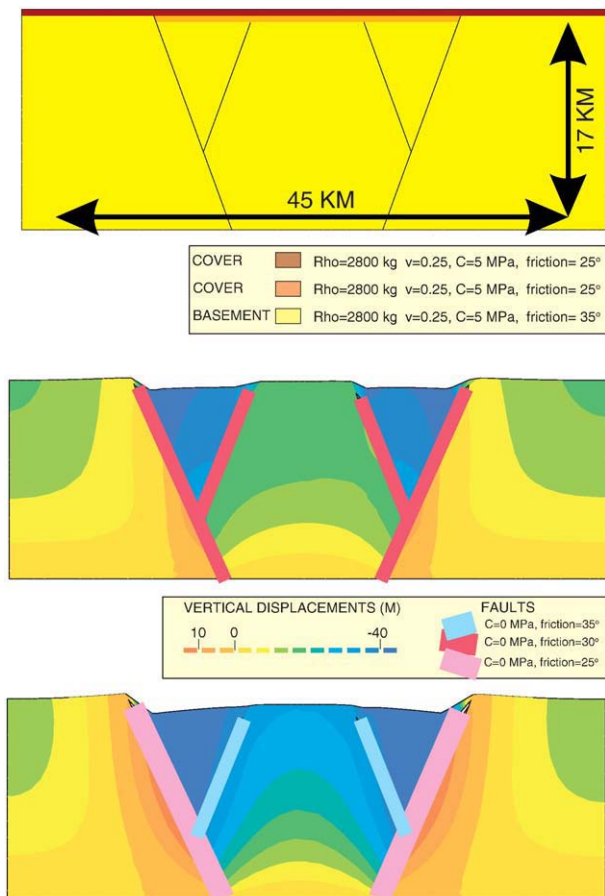 17 KM
45 KM
COVER Rho=2800 kg v=0.25, C=5 MPa, friction= 25°
COVER Rho=2800 kg v=0.25, C=5 MPa, friction= 25°
BASEMENT Rho=2800 kg v=0.25, C=5 MPa, friction= 35°
VERTICAL DISPLACEMENTS (M)
10 0 -40
FAULTS
C=0 MPa, friction=35°
C=0 MPa, friction=30°
C=0 MPa, friction=25°